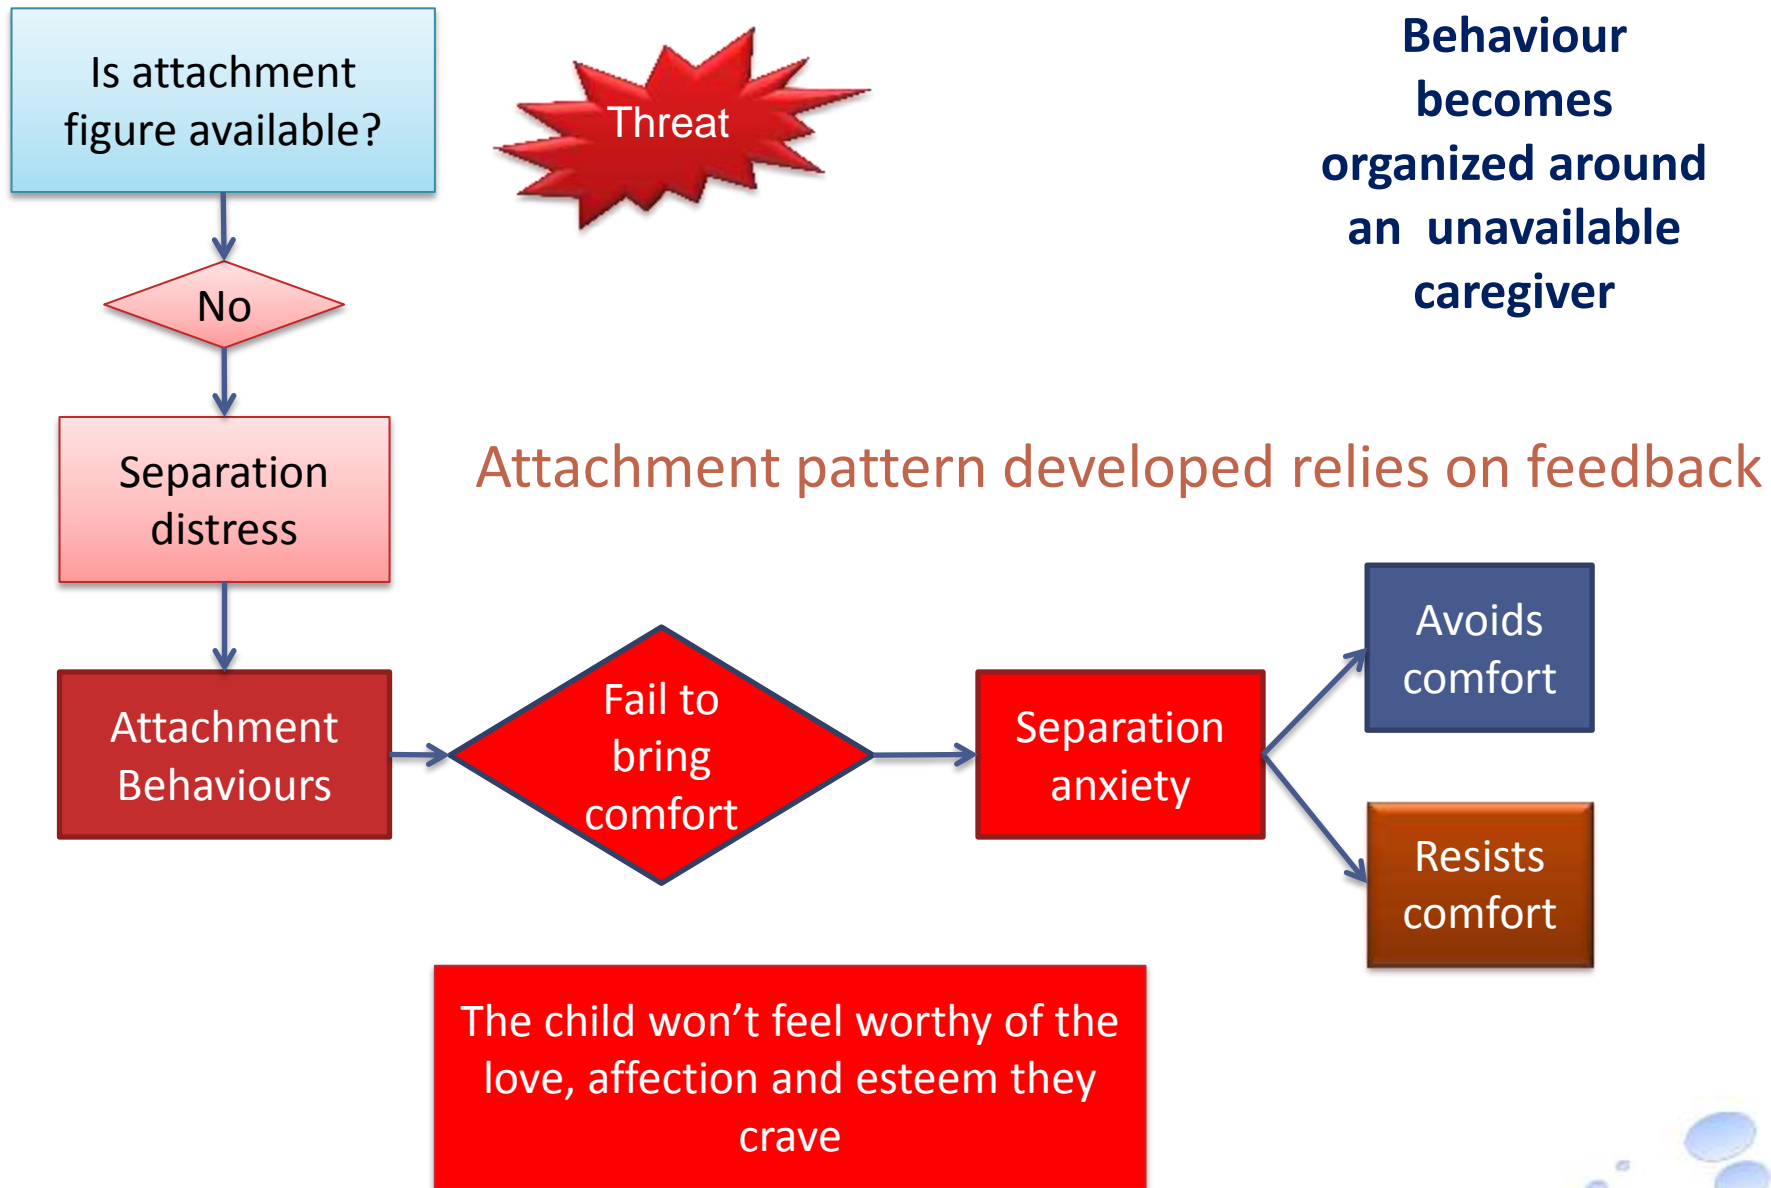 Is attachment
figure available?
Threat
Behaviour
becomes
organized around
an  unavailable
caregiver
No
Separation
distress
Attachment pattern developed relies on feedback
Attachment
Behaviours
Fail to
bring
comfort
Separation
anxiety
Avoids
comfort
Resists
comfort
The child won’t feel worthy of the
love, affection and esteem they
crave